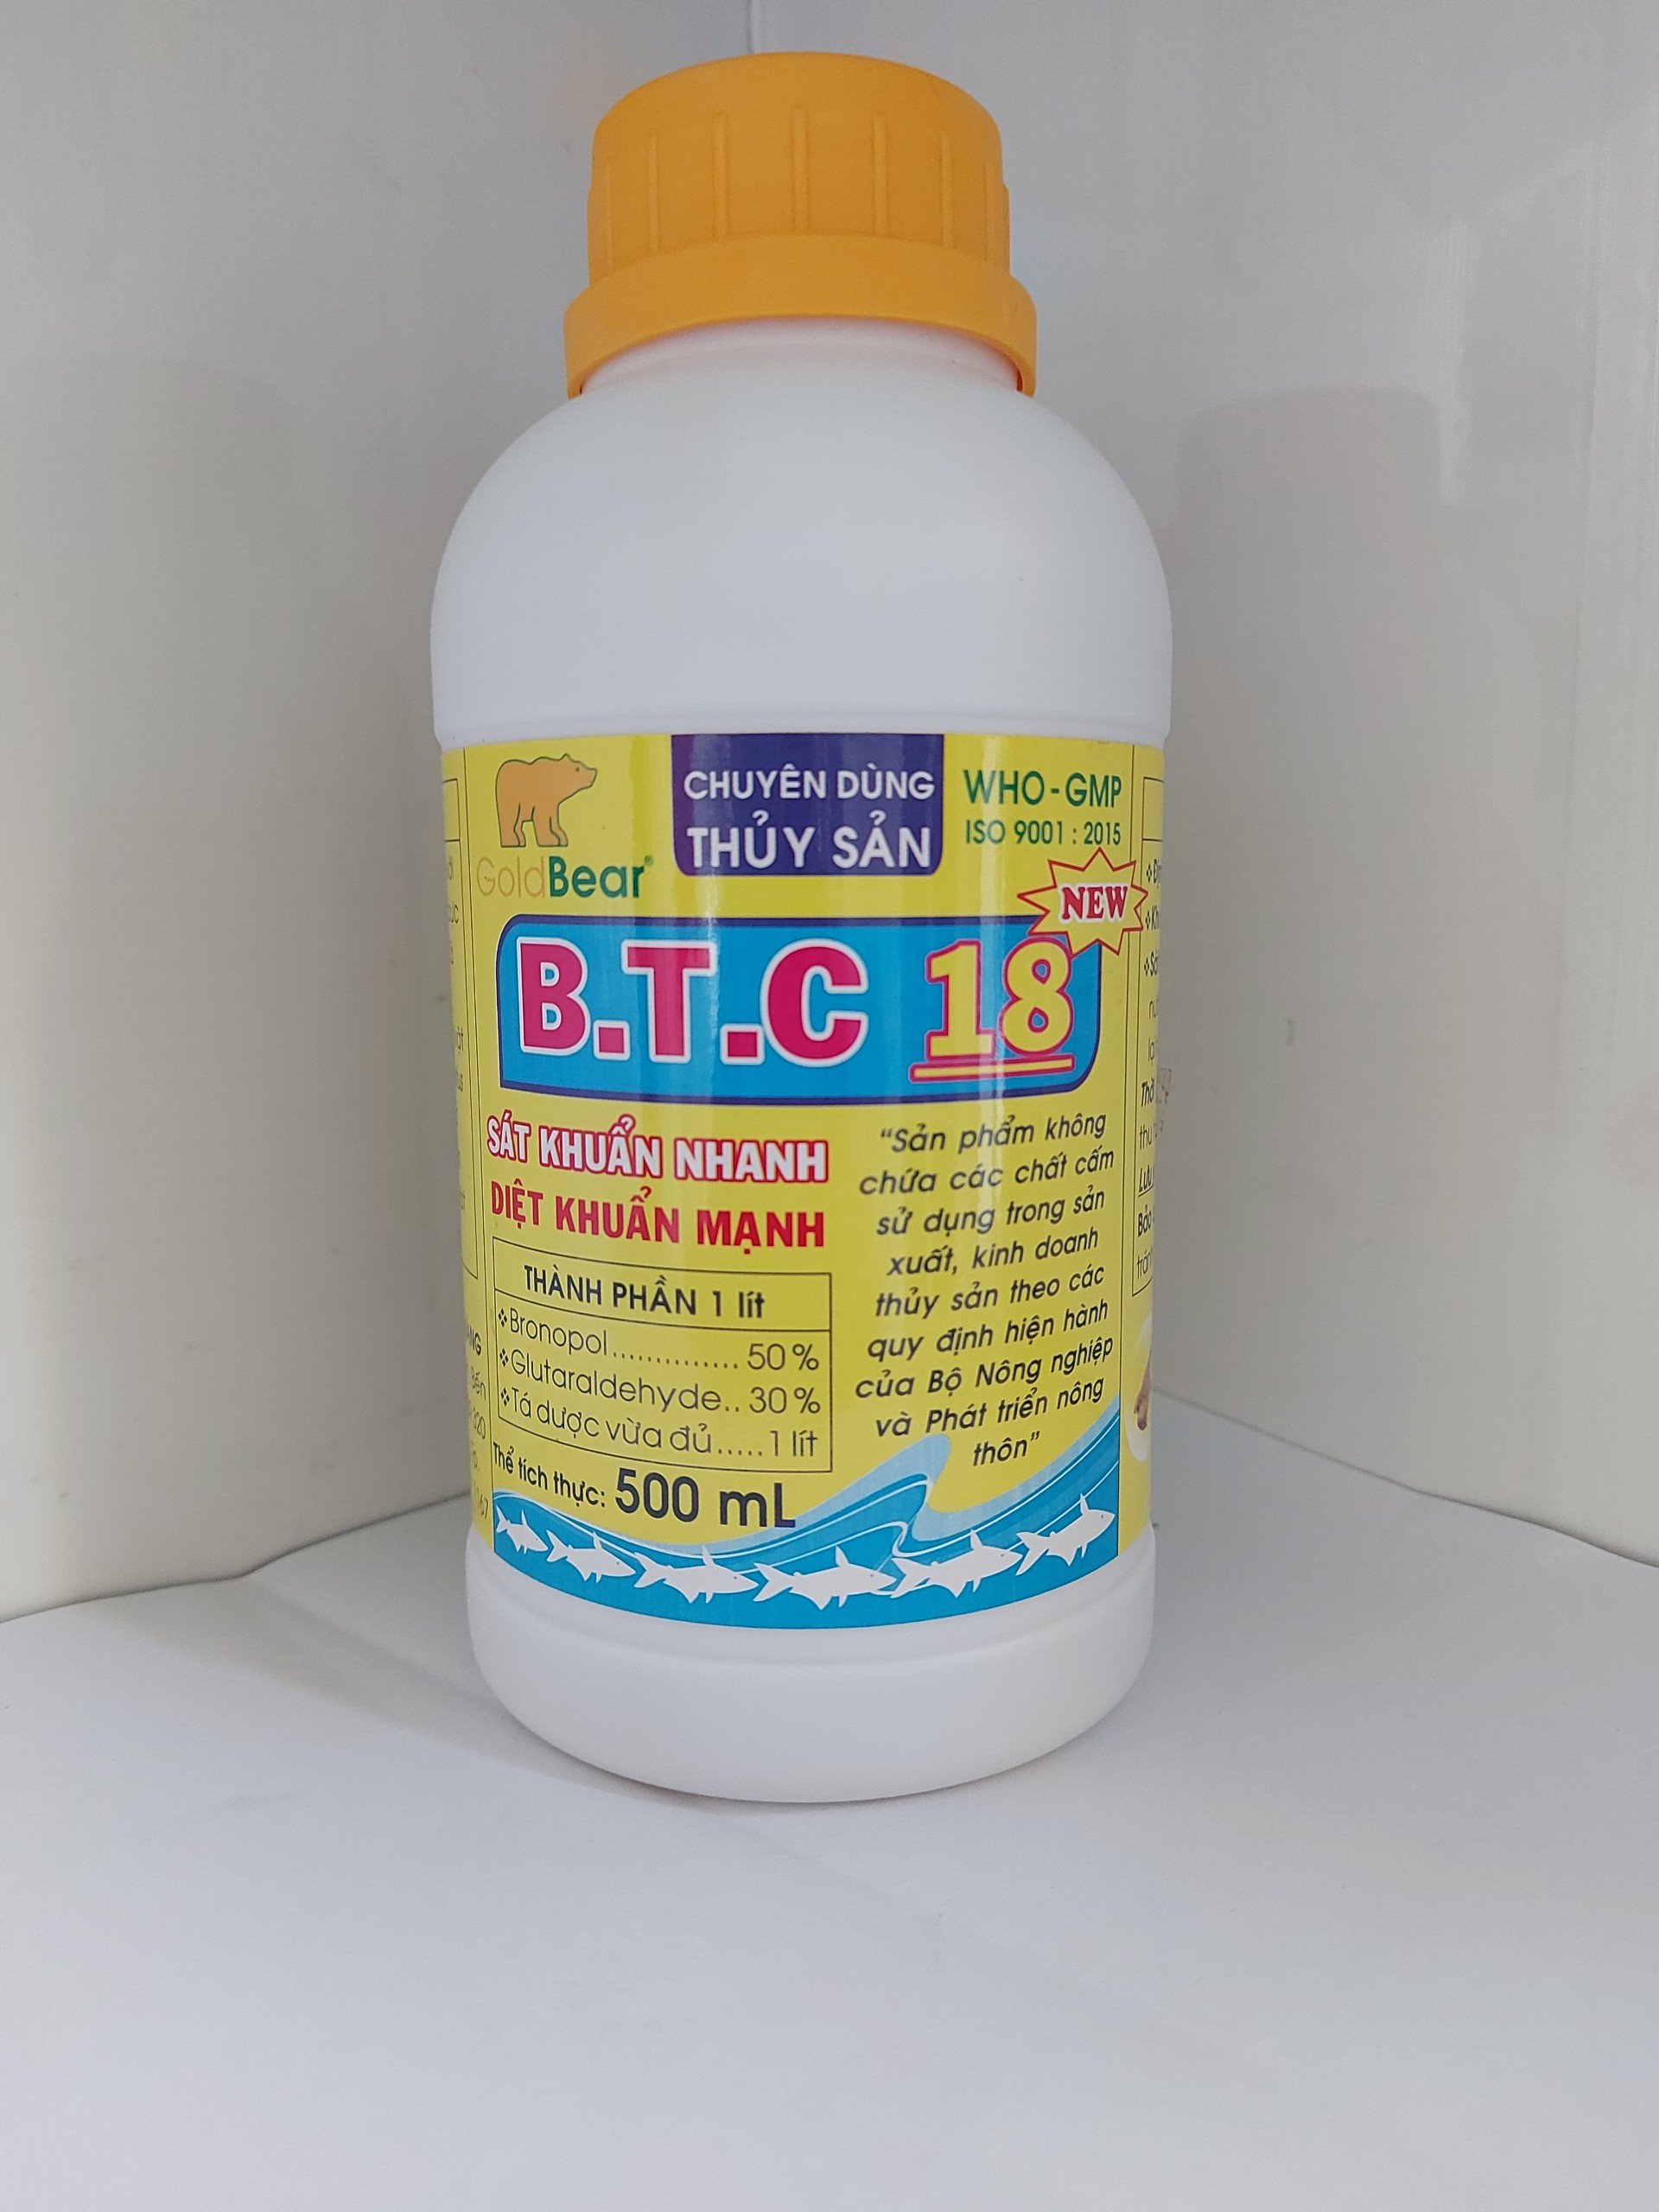 GoldBear®
CHUYÊN DÙNG
THỦY SẢN
WHO - GMP
ISO 9001 : 2015
NEW
B.T.C 18
SÁT KHUẨN NHANH
DIỆT KHUẨN MẠNH
THÀNH PHẦN 1 lít
❖Bronopol.............. 50%
❖Glutaraldehyde.. 30%
❖Tá dược vừa đủ.....1 lít
Thể tích thực: 500 mL
“Sản phẩm không
chứa các chất cấm
sử dụng trong sản
xuất, kinh doanh
thủy sản theo các
quy định hiện hành
của Bộ Nông nghiệp
và Phát triển nông
thôn”